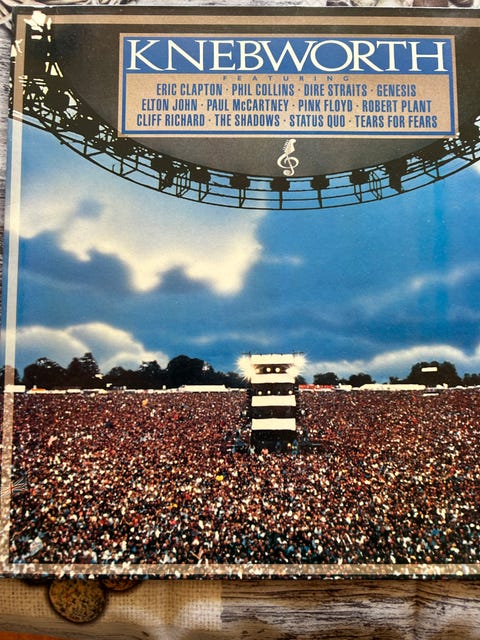 KNEBWORTH
FEATURING
ERIC CLAPTON · PHIL COLLINS · DIRE STRAITS · GENESIS
ELTON JOHN · PAUL McCARTNEY · PINK FLOYD · ROBERT PLANT
CLIFF RICHARD · THE SHADOWS · STATUS QUO · TEARS FOR FEARS